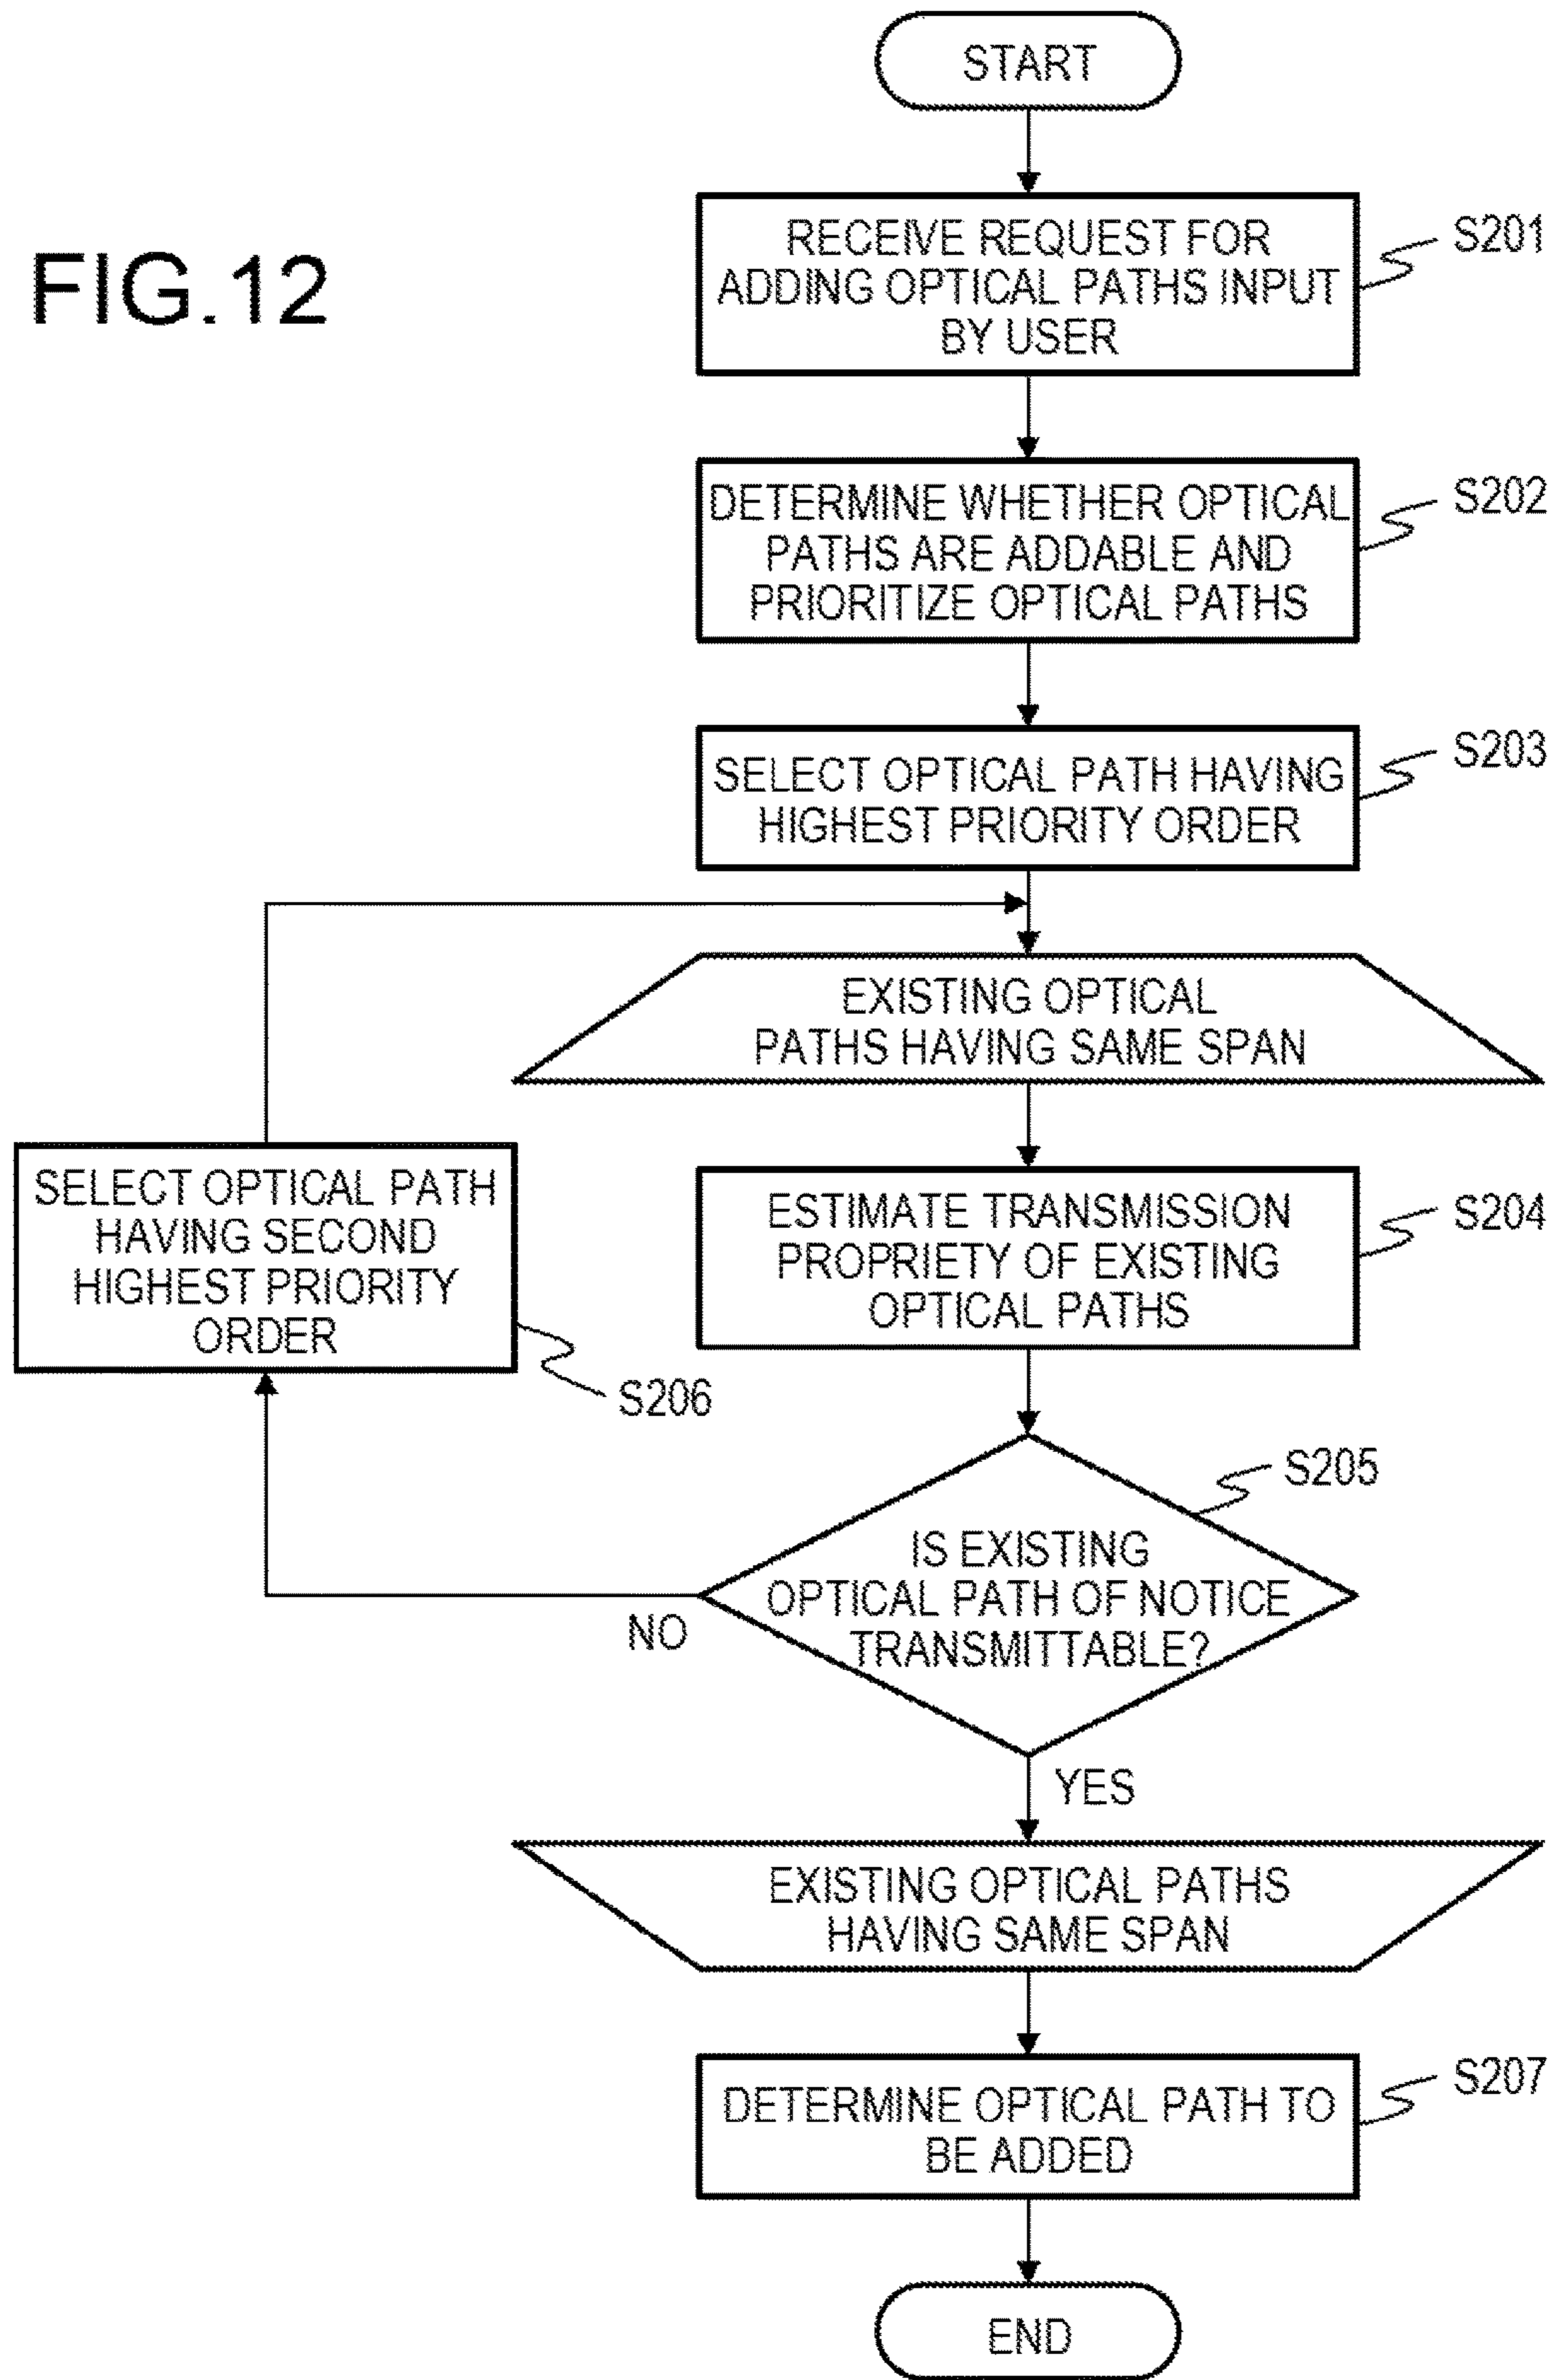 FIG.12
START
RECEIVE REQUEST FOR
ADDING OPTICAL PATHS INPUT
BY USER
S201
DETERMINE WHETHER OPTICAL
PATHS ARE ADDABLE AND
PRIORITIZE OPTICAL PATHS
S202
SELECT OPTICAL PATH HAVING
HIGHEST PRIORITY ORDER
S203
EXISTING OPTICAL
PATHS HAVING SAME SPAN
ESTIMATE TRANSMISSION
PROPRIETY OF EXISTING
OPTICAL PATHS
S204
SELECT OPTICAL PATH
HAVING SECOND
HIGHEST PRIORITY
ORDER
S206
IS EXISTING
OPTICAL PATH OF NOTICE
TRANSMITTABLE?
S205
NO
YES
EXISTING OPTICAL PATHS
HAVING SAME SPAN
DETERMINE OPTICAL PATH TO
BE ADDED
S207
END